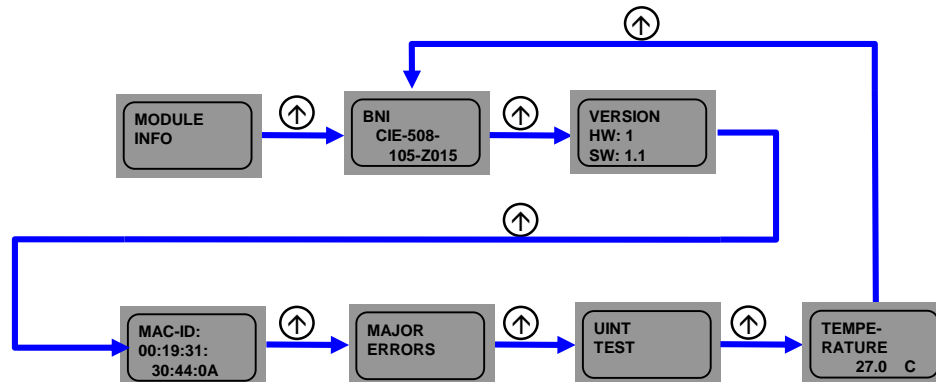 MODULE
INFO
BNI
CIE-508-
105-Z015
VERSION
HW: 1
SW: 1.1
MAC-ID:
00:19:31:
30:44:0A
MAJOR
ERRORS
UINT
TEST
TEMPE-
RATURE
27.0 C